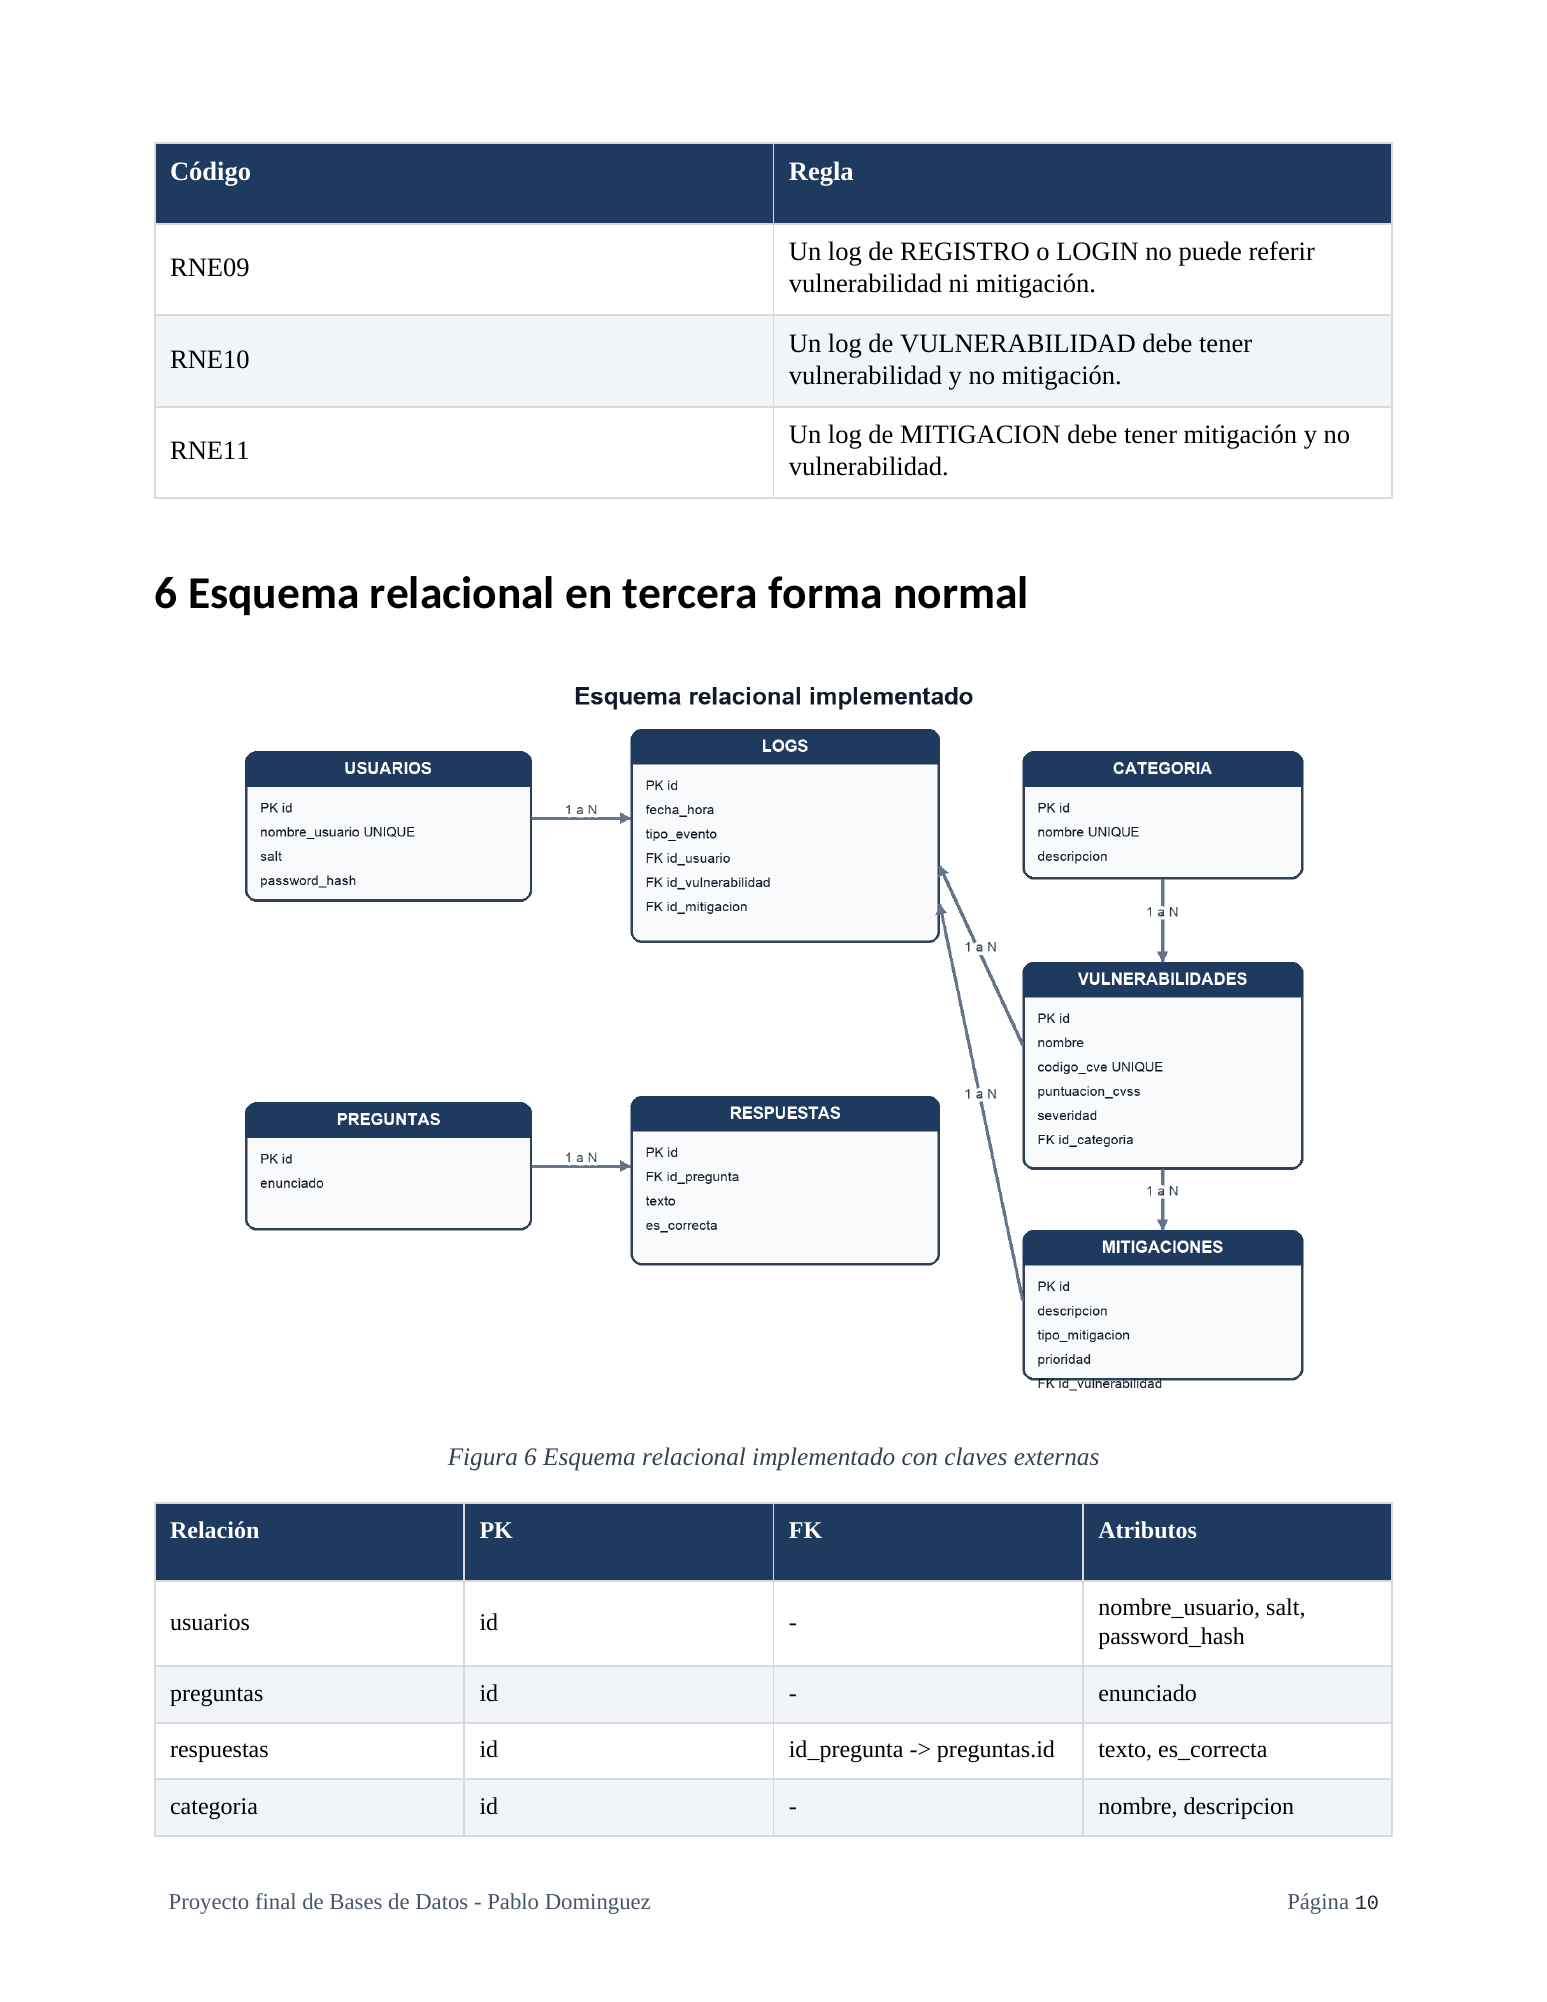 Código Regla
RNE09 Un log de REGISTRO o LOGIN no puede referir
vulnerabilidad ni mitigación.
RNE10 Un log de VULNERABILIDAD debe tener
vulnerabilidad y no mitigación.
RNE11 Un log de MITIGACION debe tener mitigación y no
vulnerabilidad.
6 Esquema relacional en tercera forma normal
Esquema relacional implementado
USUARIOS
PK id
nombre_usuario UNIQUE
salt
password_hash
1 a N
LOGS
PK id
fecha_hora
tipo_evento
FK id_usuario
FK id_vulnerabilidad
FK id_mitigacion
CATEGORIA
PK id
nombre UNIQUE
descripcion
1 a N
1 a N
VULNERABILIDADES
PK id
nombre
codigo_cve UNIQUE
puntuacion_cvss
severidad
FK id_categoria
1 a N
PREGUNTAS
PK id
enunciado
1 a N
RESPUESTAS
PK id
FK id_pregunta
texto
es_correcta
1 a N
MITIGACIONES
PK id
descripcion
tipo_mitigacion
prioridad
FK id_vulnerabilidad
Figura 6 Esquema relacional implementado con claves externas
Relación PK FK Atributos
usuarios id - nombre_usuario, salt,
password_hash
preguntas id - enunciado
respuestas id id_pregunta -> preguntas.id texto, es_correcta
categoria id - nombre, descripcion
Proyecto final de Bases de Datos - Pablo Dominguez Página 10